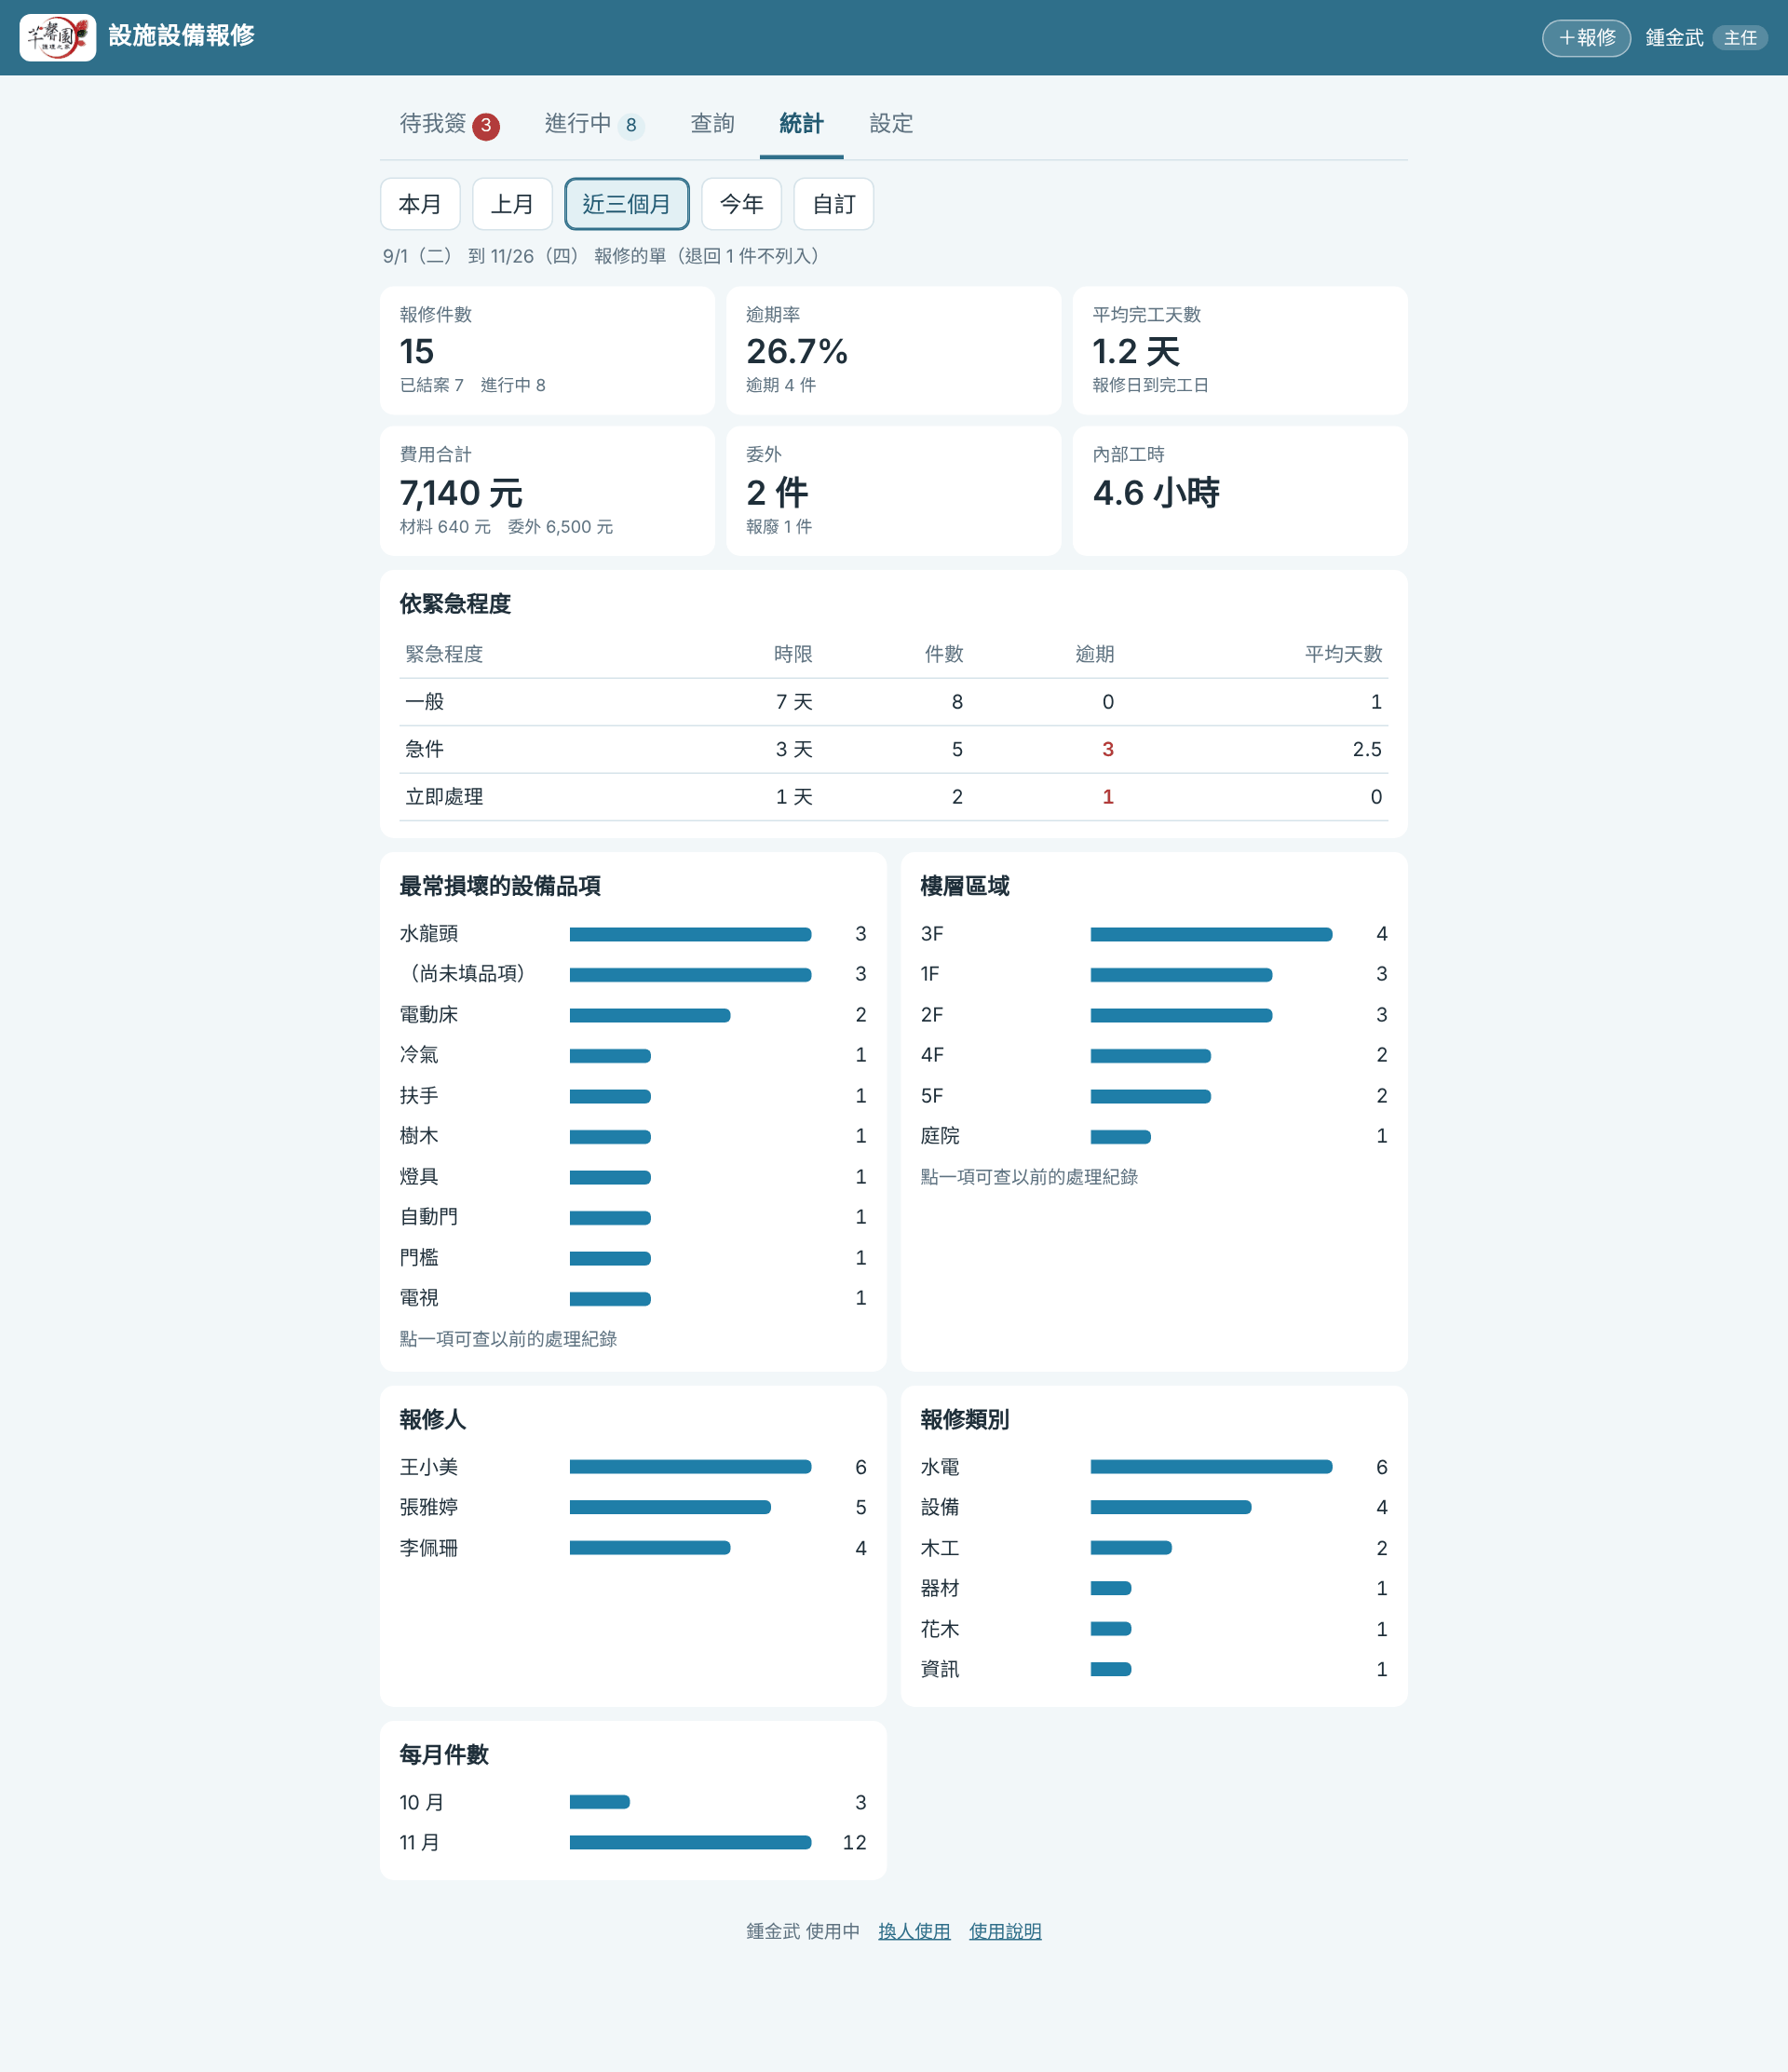 芊馨園
護理之家
設施設備報修
＋報修 鍾金武 主任
待我簽 3 進行中 8 查詢 統計 設定
本月 上月 近三個月 今年 自訂
9/1（二） 到 11/26（四） 報修的單（退回 1 件不列入）
報修件數
15
已結案 7 進行中 8
逾期率
26.7%
逾期 4 件
平均完工天數
1.2 天
報修日到完工日
費用合計
7,140 元
材料 640 元 委外 6,500 元
委外
2 件
報廢 1 件
內部工時
4.6 小時
依緊急程度
緊急程度 時限 件數 逾期 平均天數
一般 7 天 8 0 1
急件 3 天 5 3 2.5
立即處理 1 天 2 1 0
最常損壞的設備品項
水龍頭 3
（尚未填品項） 3
電動床 2
冷氣 1
扶手 1
樹木 1
燈具 1
自動門 1
門檻 1
電視 1
點一項可查以前的處理紀錄
樓層區域
3F 4
1F 3
2F 3
4F 2
5F 2
庭院 1
點一項可查以前的處理紀錄
報修人
王小美 6
張雅婷 5
李佩珊 4
報修類別
水電 6
設備 4
木工 2
器材 1
花木 1
資訊 1
每月件數
10 月 3
11 月 12
鍾金武 使用中 換人使用 使用說明